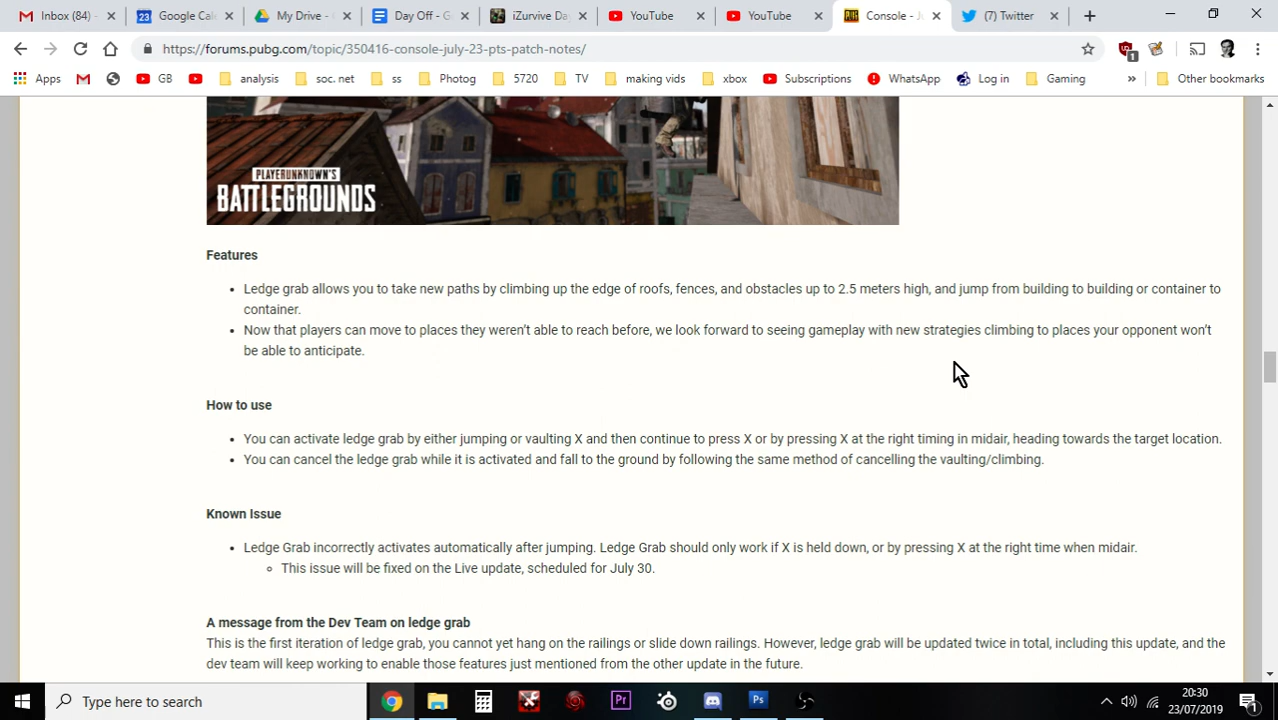 Inbox (84) -
Google Cal
My Drive - G
Day Off - G
iZurvive Day
YouTube
YouTube
Console - J
(7) Twitter
https://forums.pubg.com/topic/350416-console-july-23-pts-patch-notes/
1
Apps
GB
analysis
soc. net
ss
Photog
5720
TV
making vids
xbox
Subscriptions
WhatsApp
Log in
Gaming
»
Other bookmarks
PLAYERUNKNOWN'S
BATTLEGROUNDS
Features
Ledge grab allows you to take new paths by climbing up the edge of roofs, fences, and obstacles up to 2.5 meters high, and jump from building to building or container to
container.
Now that players can move to places they weren't able to reach before, we look forward to seeing gameplay with new strategies climbing to places your opponent won't
be able to anticipate.
How to use
You can activate ledge grab by either jumping or vaulting X and then continue to press X or by pressing X at the right timing in midair, heading towards the target location.
You can cancel the ledge grab while it is activated and fall to the ground by following the same method of cancelling the vaulting/climbing.
Known Issue
Ledge Grab incorrectly activates automatically after jumping. Ledge Grab should only work if X is held down, or by pressing X at the right time when midair.
This issue will be fixed on the Live update, scheduled for July 30.
A message from the Dev Team on ledge grab
This is the first iteration of ledge grab, you cannot yet hang on the railings or slide down railings. However, ledge grab will be updated twice in total, including this update, and the
dev team will keep working to enable those features just mentioned from the other update in the future.
Type here to search
Pr
Ps
20:30
23/07/2019
1